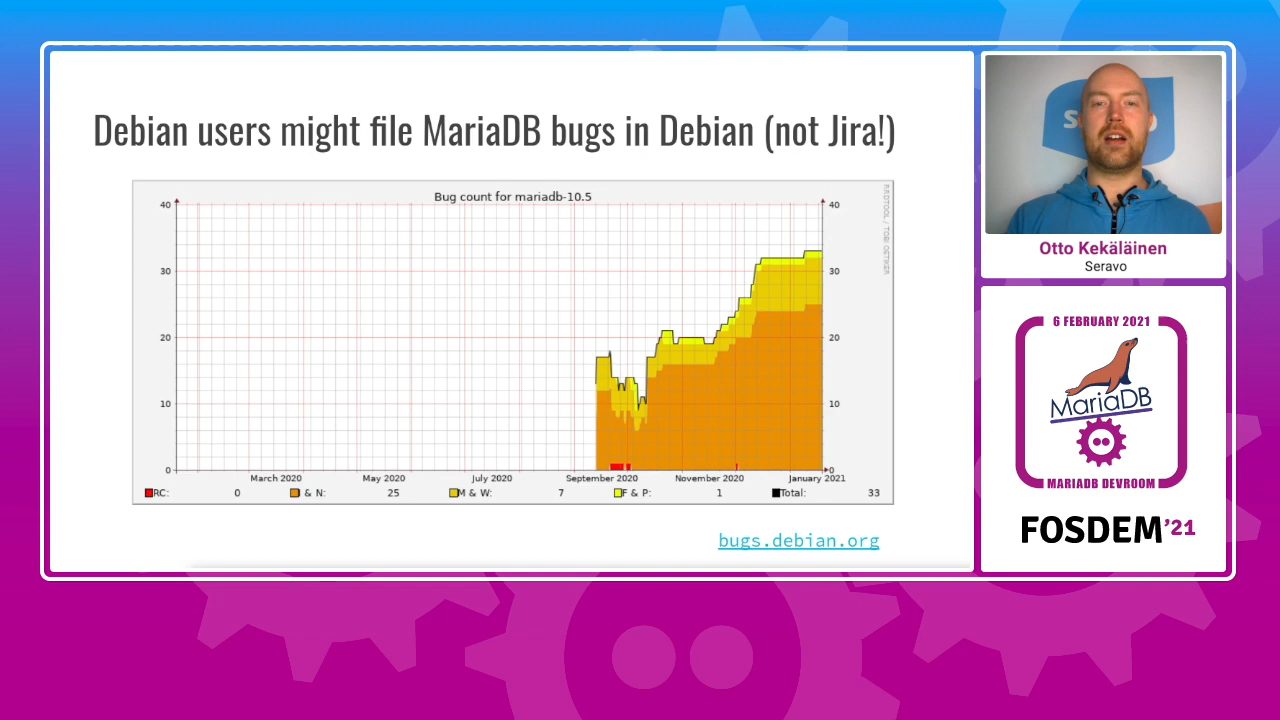 Debian users might file MariaDB bugs in Debian (not Jira!)
Bug count for mariadb-10.5
RRDTOOL / TOBI OETIKER
40 40
30 30
20 20
10 10
0 0
March 2020 May 2020 July 2020 September 2020 November 2020 January 2021
RC: 0 I & N: 25 M & W: 7 F & P: 1 Total: 33
bugs.debian.org
Otto Kekäläinen
Seravo
6 FEBRUARY 2021
MariaDB
MARIADB DEVROOM
FOSDEM'21